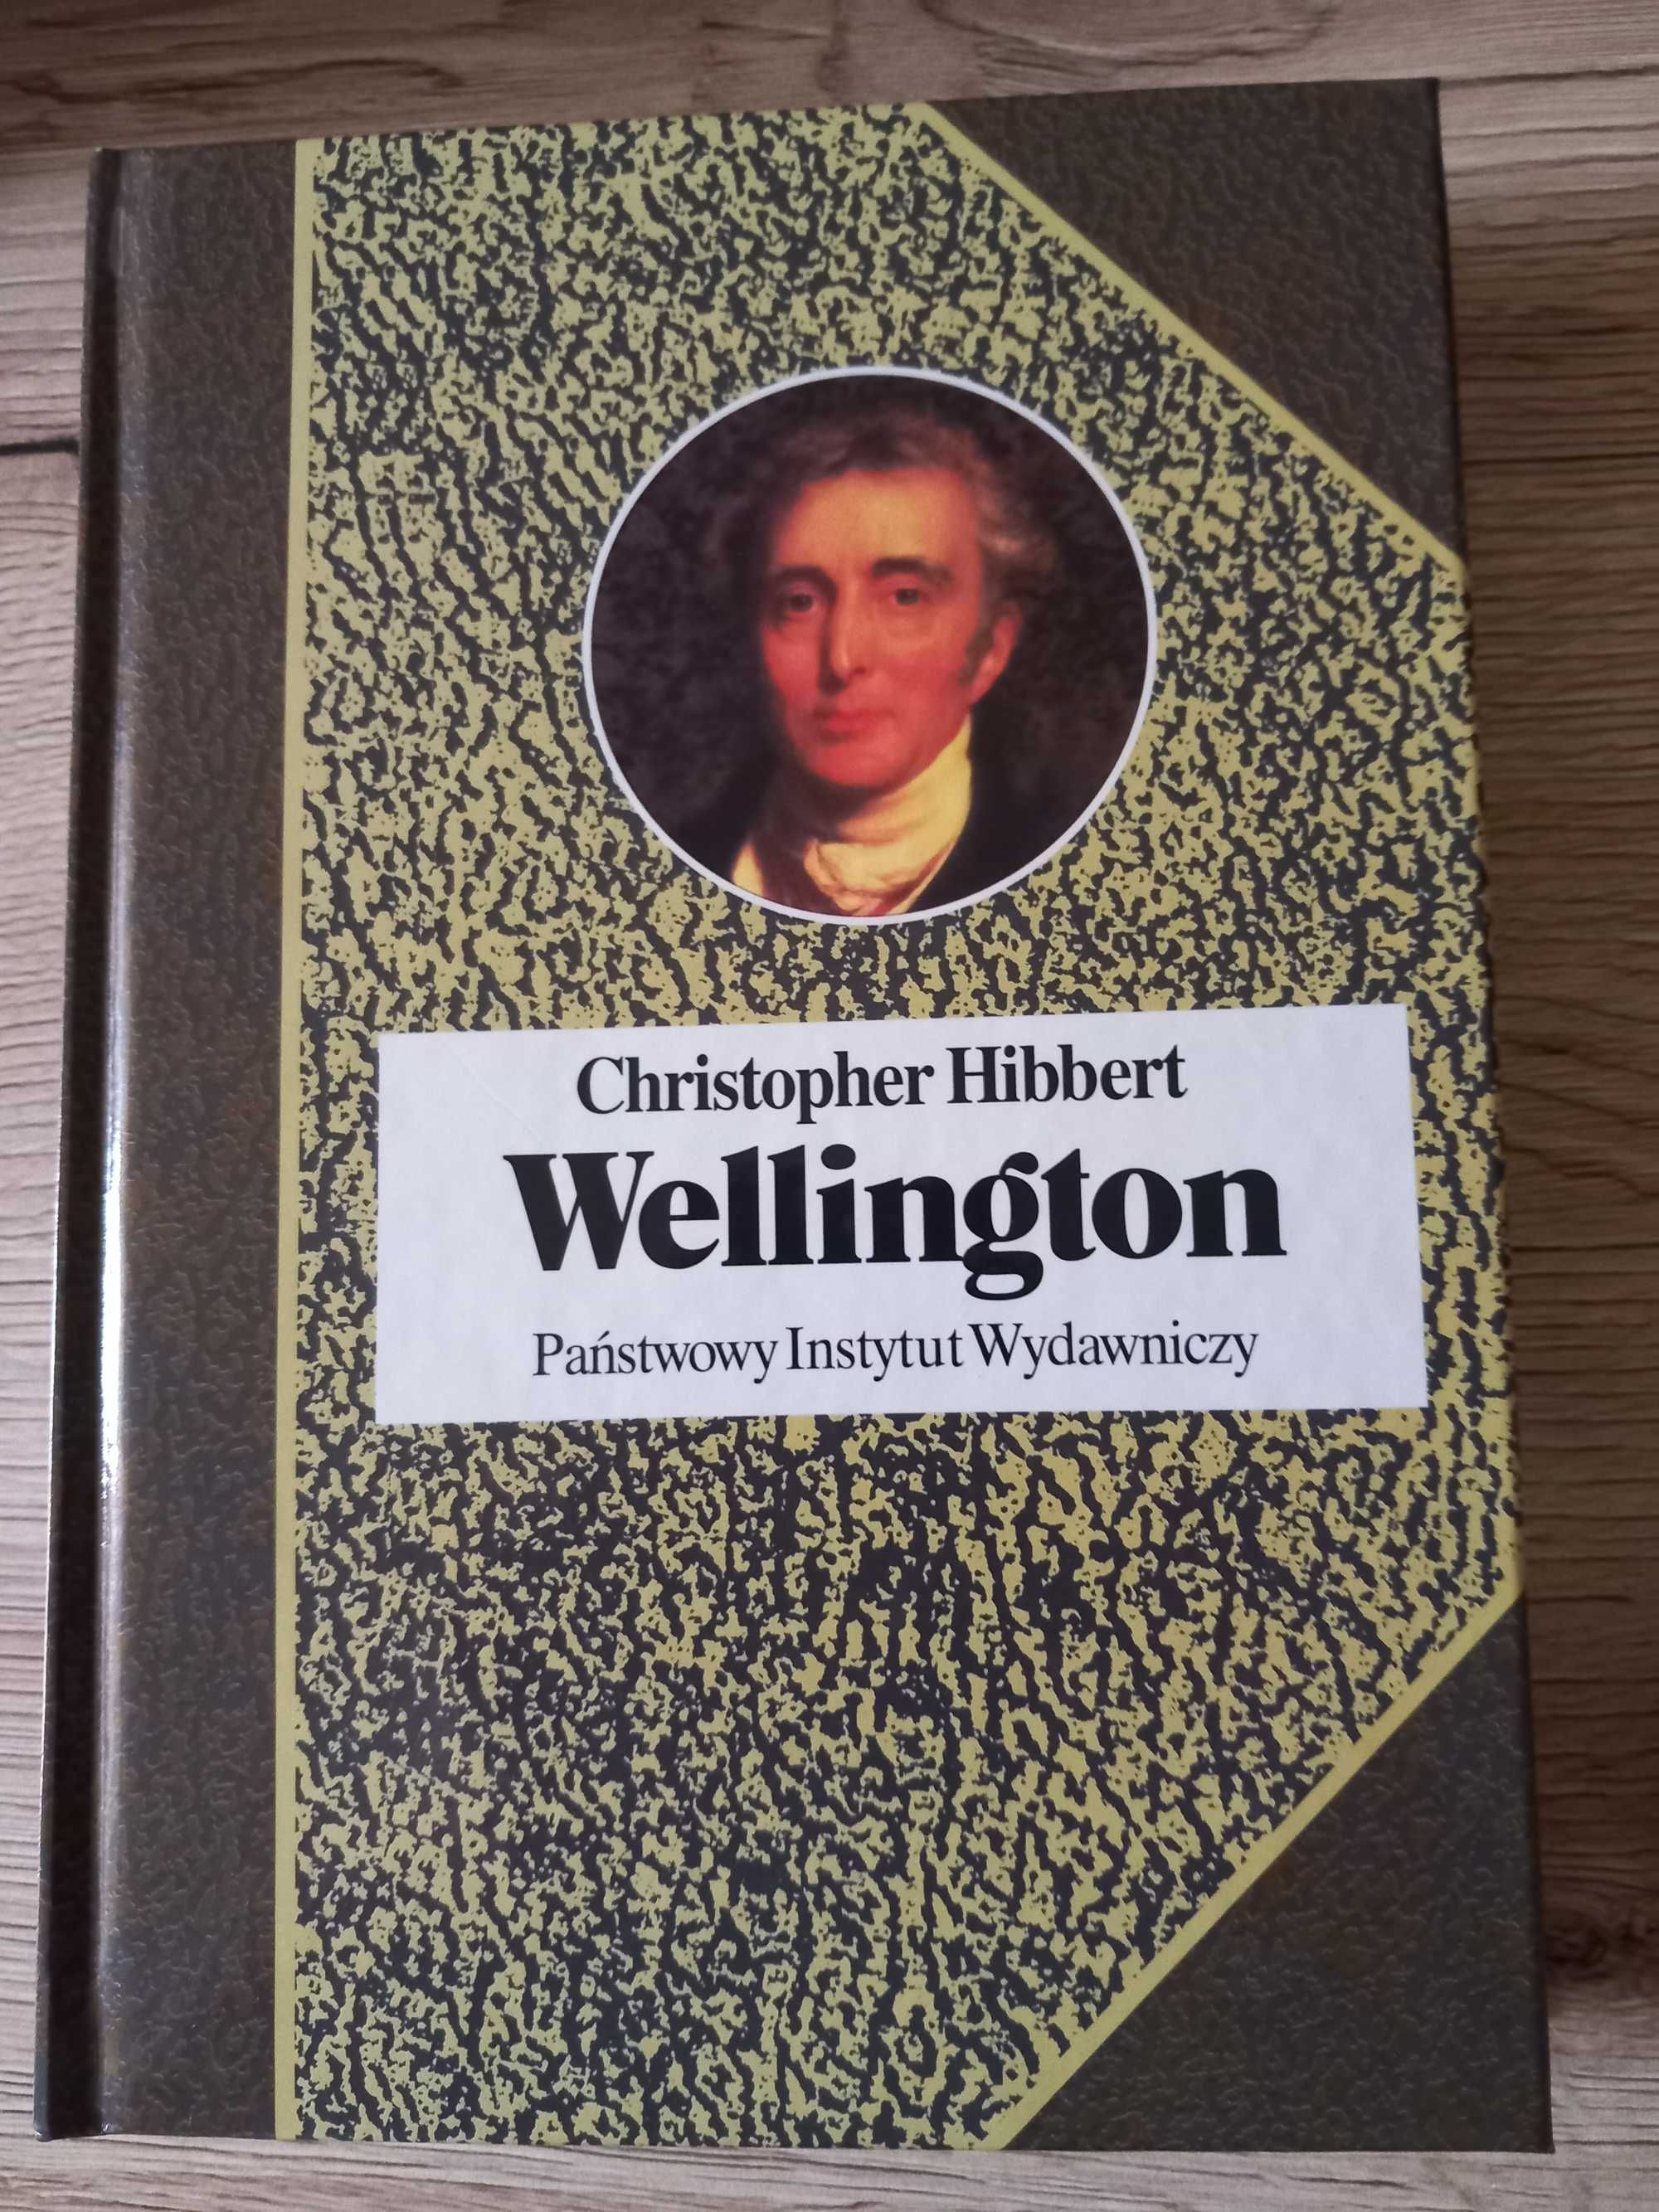 Christopher Hibbert
Wellington
Państwowy Instytut Wydawniczy